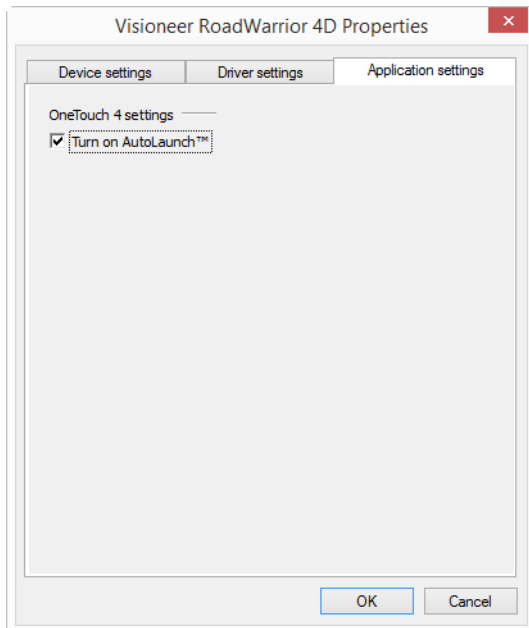 Visioneer RoadWarrior 4D Properties
Device settings
Driver settings
Application settings
OneTouch 4 settings
Turn on AutoLaunch™
OK
Cancel